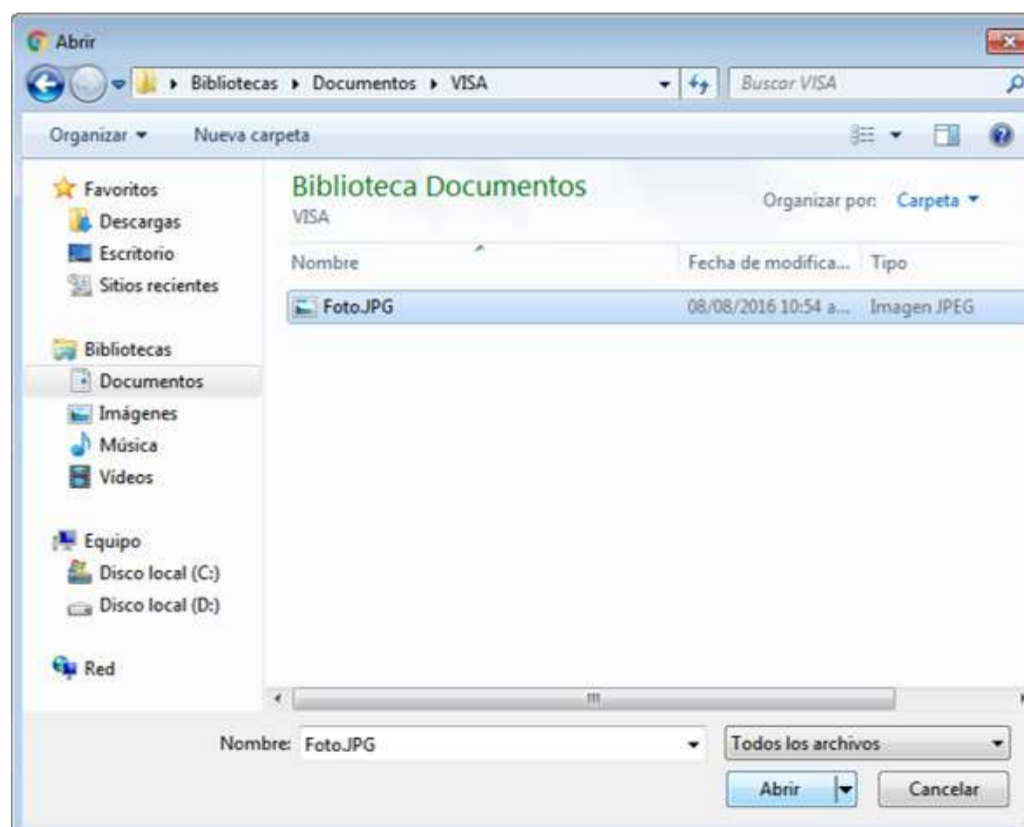 Abrir
Bibliotecas Documentos VISA
Buscar VISA
Organizar Nueva carpeta
Favoritos
Descargas
Escritorio
Sitios recientes
Bibliotecas
Documentos
Imágenes
Música
Vídeos
Equipo
Disco local (C:)
Disco local (D:)
Red
Biblioteca Documentos
VISA
Organizar por: Carpeta
Nombre Fecha de modifica... Tipo
Foto.JPG 08/08/2016 10:54 a... Imagen JPEG
Nombre: Foto.JPG Todos los archivos
Abrir Cancelar